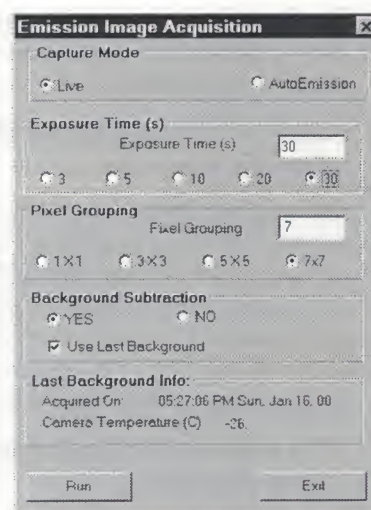 Emission Image Acquisition
Capture Mode
Live AutoEmission
Exposure Time (s)
Exposure Time (s) 30
3 5 10 20 30
Pixel Grouping
Pixel Grouping 7
1X1 3X3 5X5 7x7
Background Subtraction
YES NO
Use Last Background
Last Background Info:
Acquired On: 05:27:06 PM Sun, Jan 16, 00
Camera Temperature (C) -26.
Run Exit